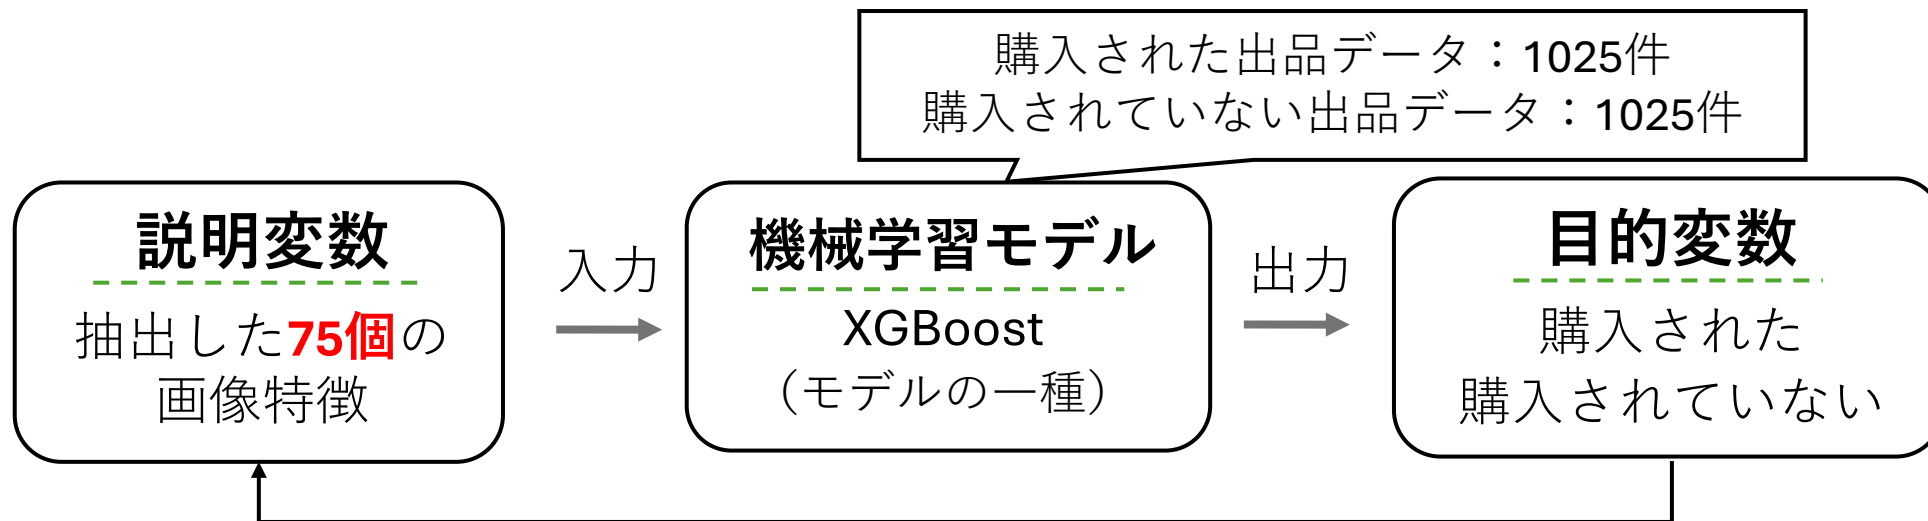 購入された出品データ：1025件
購入されていない出品データ：1025件
説明変数
抽出した75個の
画像特徴
入力
機械学習モデル
XGBoost
（モデルの一種）
出力
目的変数
購入された
購入されていない